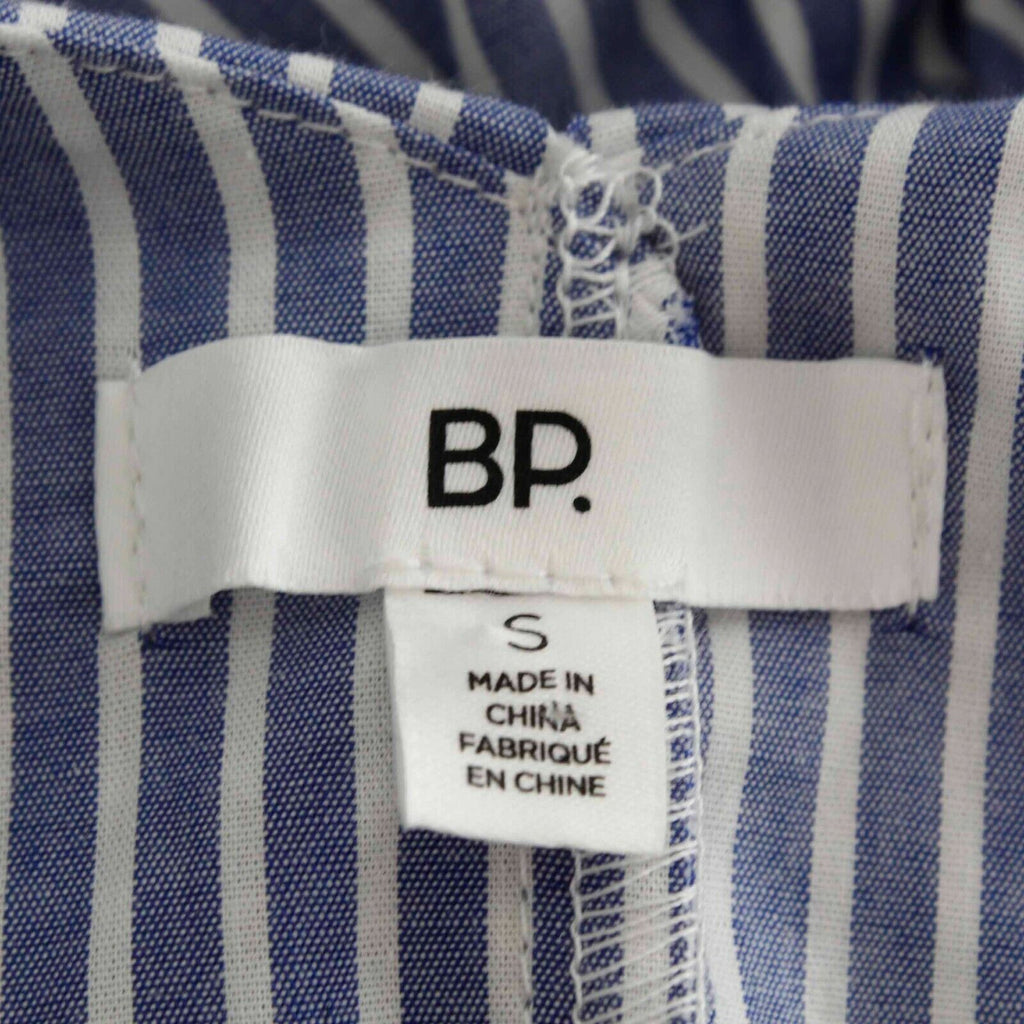 BP.
S
MADE IN
CHINA
FABRIQUÉ
EN CHINE